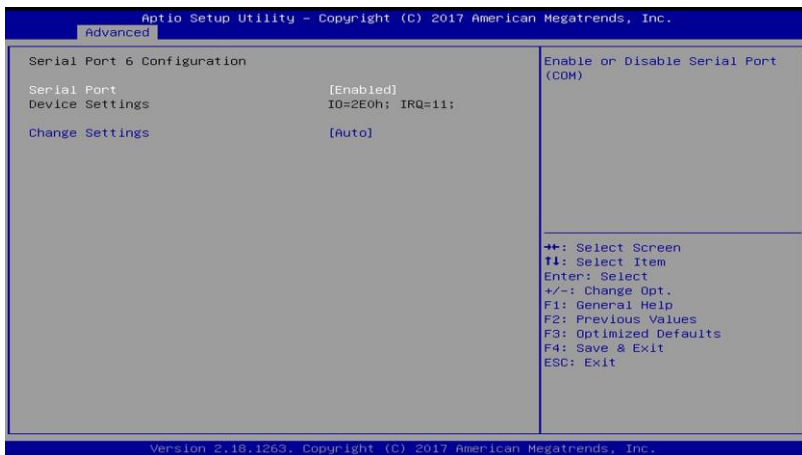 Aptio Setup Utility – Copyright (C) 2017 American Megatrends, Inc.
Advanced
Serial Port 6 Configuration
Serial Port [Enabled]
Device Settings IO=2E0h; IRQ=11;
Change Settings [Auto]
Enable or Disable Serial Port
(COM)
→←: Select Screen
↑↓: Select Item
Enter: Select
+/-: Change Opt.
F1: General Help
F2: Previous Values
F3: Optimized Defaults
F4: Save & Exit
ESC: Exit
Version 2.18.1263. Copyright (C) 2017 American Megatrends, Inc.